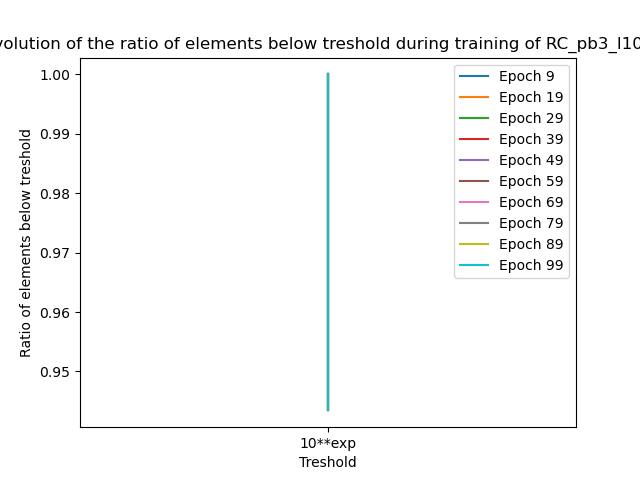 volution of the ratio of elements below treshold during training of RC_pb3_l10
1.00
0.99
0.98
0.97
0.96
0.95
Ratio of elements below treshold
Epoch 9
Epoch 19
Epoch 29
Epoch 39
Epoch 49
Epoch 59
Epoch 69
Epoch 79
Epoch 89
Epoch 99
10**exp
Treshold